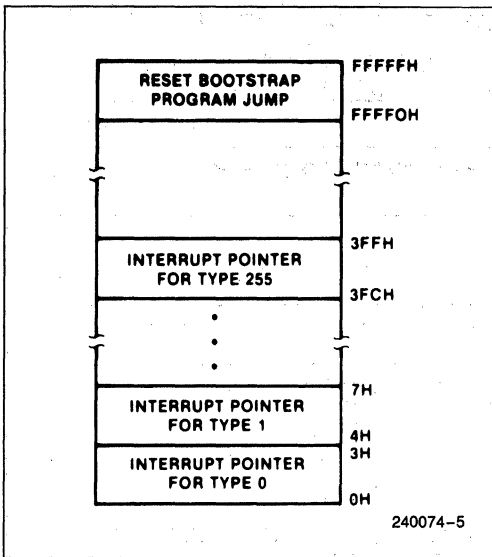 FFFFFH
RESET BOOTSTRAP
PROGRAM JUMP
FFFF0H
3FFH
INTERRUPT POINTER
FOR TYPE 255
3FCH
7H
INTERRUPT POINTER
FOR TYPE 1
4H
3H
INTERRUPT POINTER
FOR TYPE 0
0H
240074–5